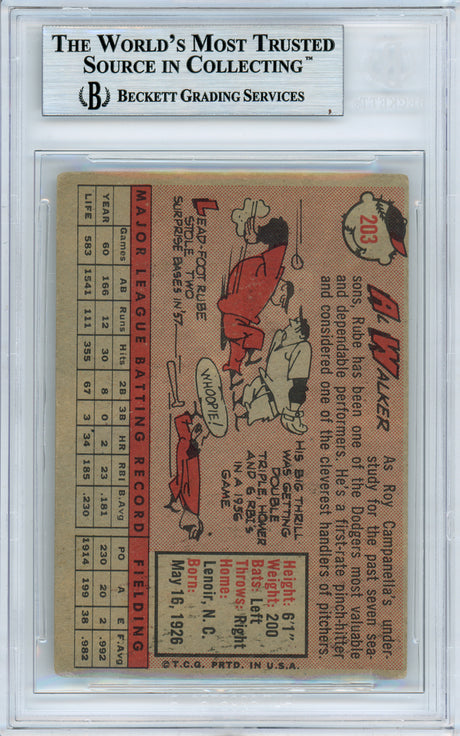 THE WORLD'S MOST TRUSTED
SOURCE IN COLLECTING™
B BECKETT GRADING SERVICES
BECKETT
203
AL WALKER
As Roy Campanella's under-
study for the past seven sea-
sons, Rube has been one of the Dodgers most valuable
and dependable performers. He's a first-rate pinch-hitter
and considered one of the cleverest handlers of pitchers.
LEAD-FOOT RUBE
STOLE TWO
SURPRISE BASES IN '57.
WHOOPIE!
HIS BIG THRILL
WAS GETTING
DOUBLE
TRIPLE, HOMER
AND 6 RBI'S
IN A 1956
GAME
Height: 6'1"
Weight: 200
Bats: Left
Throws: Right
Home:
Lenoir, N. C.
Born:
May 16, 1926
MAJOR LEAGUE BATTING RECORD FIELDING
Games AB Runs Hits 2B 3B HR RBI B.Avg PO A E F.Avg
YEAR 60 166 12 30 8 0 2 23 .181 230 20 2 .992
LIFE 583 1541 111 355 67 3 34 185 .230 1914 199 38 .982
©T.C.G. PRTD. IN U.S.A.